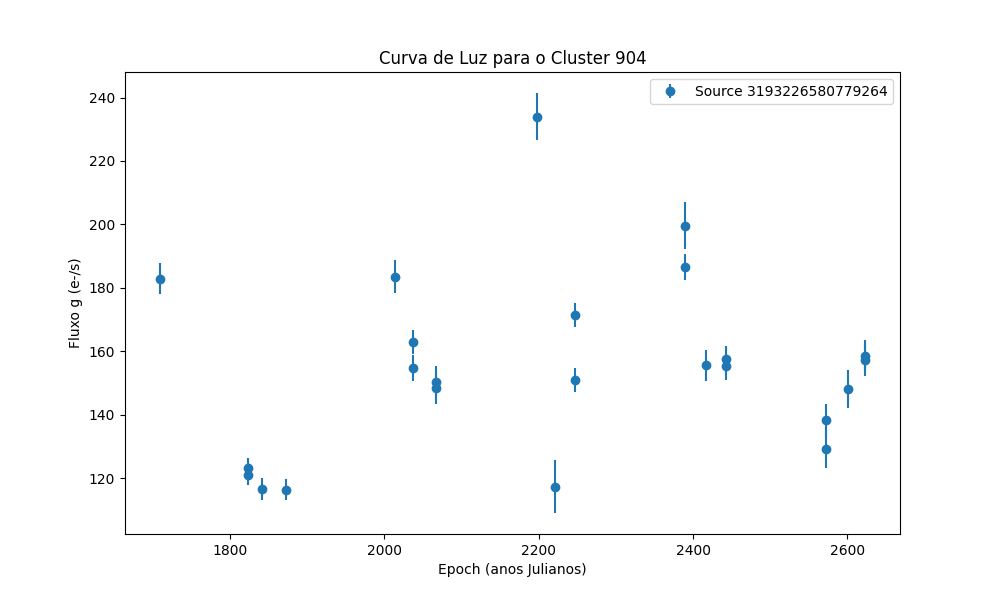 Curva de Luz para o Cluster 904
Source 3193226580779264
240
220
200
180
160
140
120
Fluxo g (e-/s)
1800 2000 2200 2400 2600
Epoch (anos Julianos)